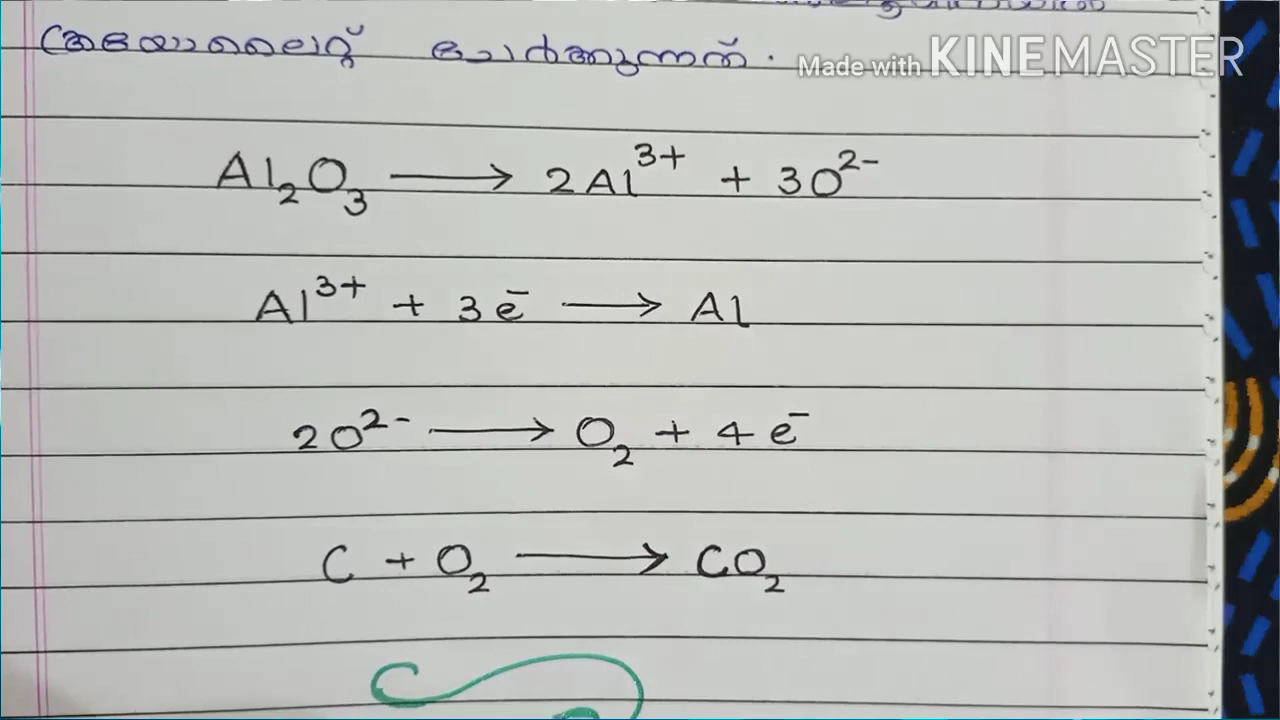 ക്രയോലൈറ്റ് ചേർക്കുന്നത്.
Made with KINEMASTER
Al₂O₃ ⟶ 2Al³⁺ + 3O²⁻
Al³⁺ + 3e⁻ ⟶ Al
2O²⁻ ⟶ O₂ + 4e⁻
C + O₂ ⟶ CO₂